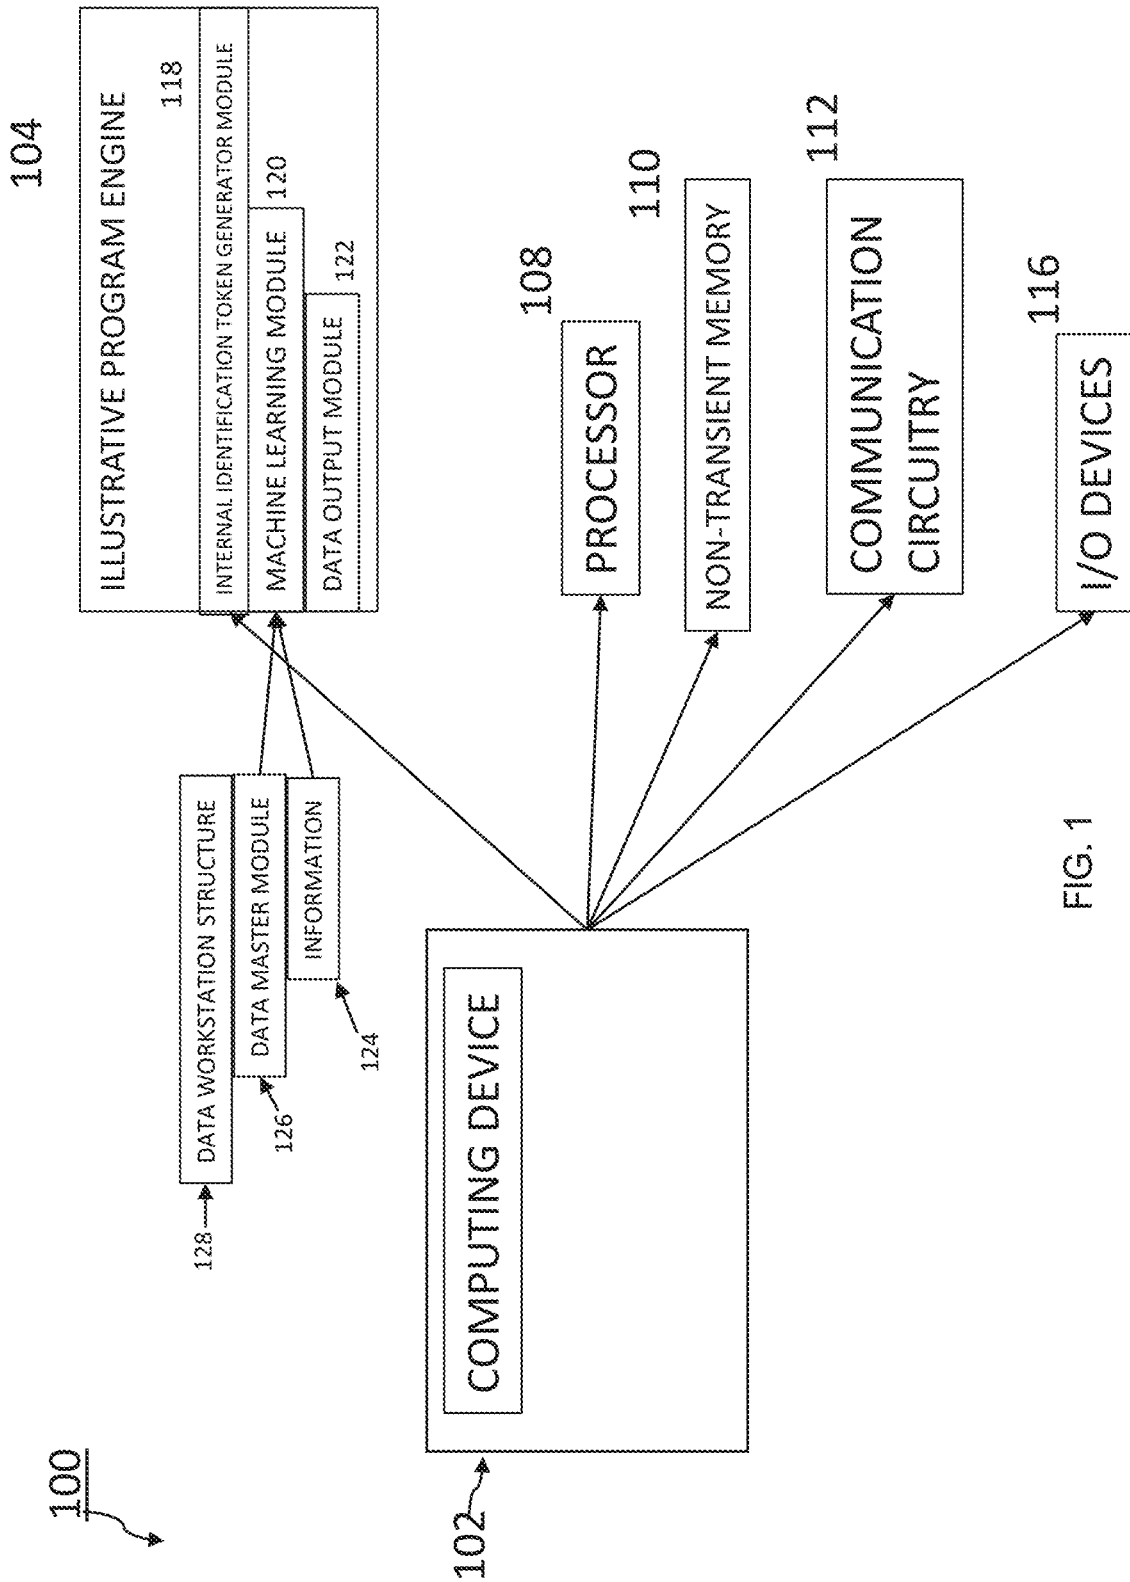 100
102
COMPUTING DEVICE
128
DATA WORKSTATION STRUCTURE
126
DATA MASTER MODULE
124
INFORMATION
104
ILLUSTRATIVE PROGRAM ENGINE
118
INTERNAL IDENTIFICATION TOKEN GENERATOR MODULE
MACHINE LEARNING MODULE
120
DATA OUTPUT MODULE
122
108
PROCESSOR
110
NON-TRANSIENT MEMORY
112
COMMUNICATION
CIRCUITRY
116
I/O DEVICES
FIG. 1